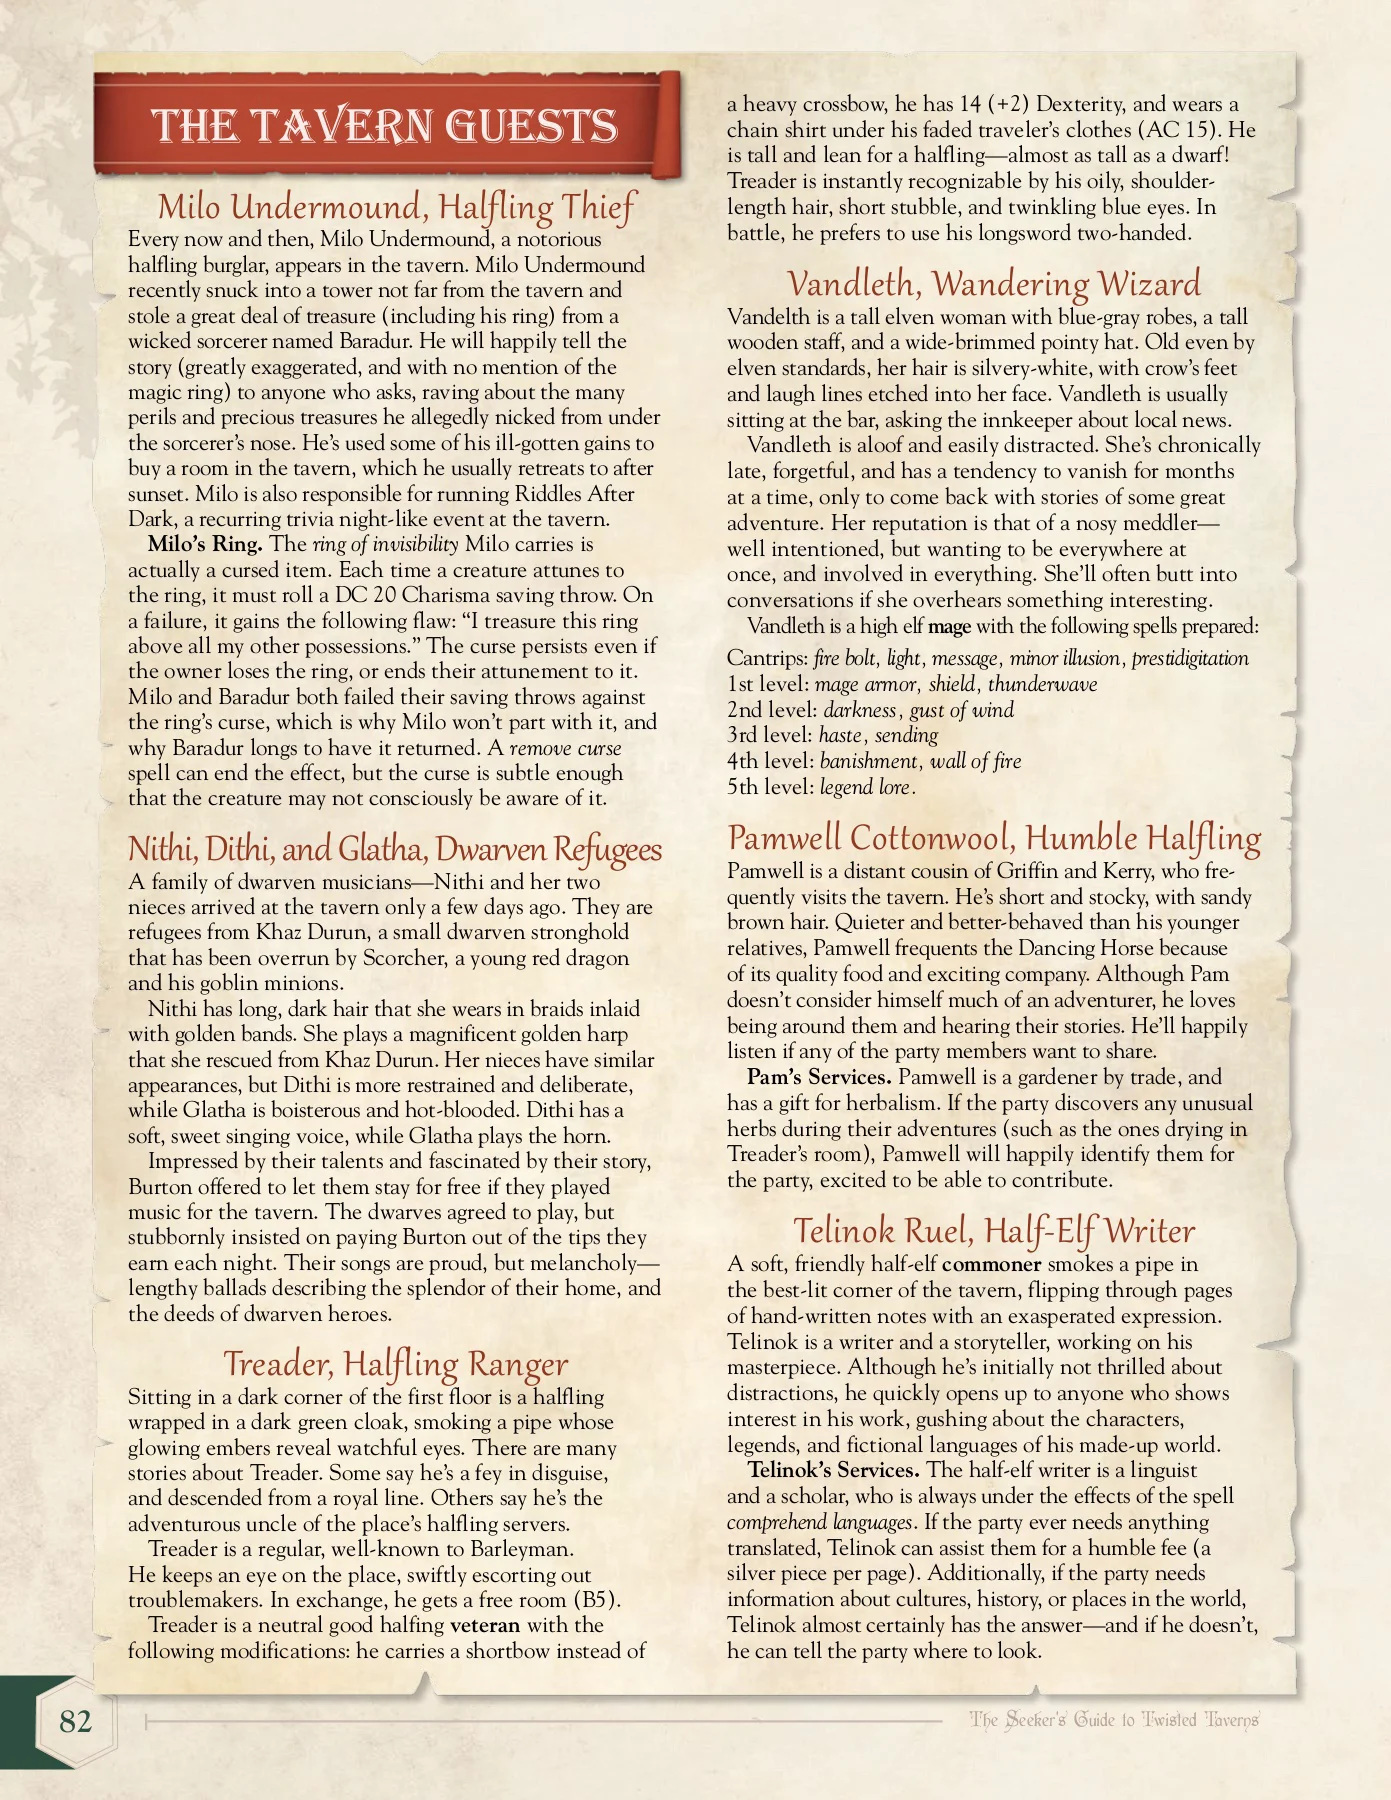 THE TAVERN GUESTS
Milo Undermound, Halfling Thief
Every now and then, Milo Undermound, a notorious
halfling burglar, appears in the tavern. Milo Undermound
recently snuck into a tower not far from the tavern and
stole a great deal of treasure (including his ring) from a
wicked sorcerer named Baradur. He will happily tell the
story (greatly exaggerated, and with no mention of the
magic ring) to anyone who asks, raving about the many
perils and precious treasures he allegedly nicked from under
the sorcerer's nose. He's used some of his ill-gotten gains to
buy a room in the tavern, which he usually retreats to after
sunset. Milo is also responsible for running Riddles After
Dark, a recurring trivia night-like event at the tavern.
Milo's Ring. The ring of invisibility Milo carries is
actually a cursed item. Each time a creature attunes to
the ring, it must roll a DC 20 Charisma saving throw. On
a failure, it gains the following flaw: “I treasure this ring
above all my other possessions.” The curse persists even if
the owner loses the ring, or ends their attunement to it.
Milo and Baradur both failed their saving throws against
the ring's curse, which is why Milo won't part with it, and
why Baradur longs to have it returned. A remove curse
spell can end the effect, but the curse is subtle enough
that the creature may not consciously be aware of it.
Nithi, Dithi, and Glatha, Dwarven Refugees
A family of dwarven musicians—Nithi and her two
nieces arrived at the tavern only a few days ago. They are
refugees from Khaz Durun, a small dwarven stronghold
that has been overrun by Scorcher, a young red dragon
and his goblin minions.
Nithi has long, dark hair that she wears in braids inlaid
with golden bands. She plays a magnificent golden harp
that she rescued from Khaz Durun. Her nieces have similar
appearances, but Dithi is more restrained and deliberate,
while Glatha is boisterous and hot-blooded. Dithi has a
soft, sweet singing voice, while Glatha plays the horn.
Impressed by their talents and fascinated by their story,
Burton offered to let them stay for free if they played
music for the tavern. The dwarves agreed to play, but
stubbornly insisted on paying Burton out of the tips they
earn each night. Their songs are proud, but melancholy—
lengthy ballads describing the splendor of their home, and
the deeds of dwarven heroes.
Treader, Halfling Ranger
Sitting in a dark corner of the first floor is a halfling
wrapped in a dark green cloak, smoking a pipe whose
glowing embers reveal watchful eyes. There are many
stories about Treader. Some say he's a fey in disguise,
and descended from a royal line. Others say he's the
adventurous uncle of the place's halfling servers.
Treader is a regular, well-known to Barleyman.
He keeps an eye on the place, swiftly escorting out
troublemakers. In exchange, he gets a free room (B5).
Treader is a neutral good halfing veteran with the
following modifications: he carries a shortbow instead of
a heavy crossbow, he has 14 (+2) Dexterity, and wears a
chain shirt under his faded traveler's clothes (AC 15). He
is tall and lean for a halfling—almost as tall as a dwarf!
Treader is instantly recognizable by his oily, shoulder-
length hair, short stubble, and twinkling blue eyes. In
battle, he prefers to use his longsword two-handed.
Vandleth, Wandering Wizard
Vandelth is a tall elven woman with blue-gray robes, a tall
wooden staff, and a wide-brimmed pointy hat. Old even by
elven standards, her hair is silvery-white, with crow's feet
and laugh lines etched into her face. Vandleth is usually
sitting at the bar, asking the innkeeper about local news.
Vandleth is aloof and easily distracted. She's chronically
late, forgetful, and has a tendency to vanish for months
at a time, only to come back with stories of some great
adventure. Her reputation is that of a nosy meddler—
well intentioned, but wanting to be everywhere at
once, and involved in everything. She'll often butt into
conversations if she overhears something interesting.
Vandleth is a high elf mage with the following spells prepared:
Cantrips: fire bolt, light, message, minor illusion, prestidigitation
1st level: mage armor, shield, thunderwave
2nd level: darkness, gust of wind
3rd level: haste, sending
4th level: banishment, wall of fire
5th level: legend lore.
Pamwell Cottonwool, Humble Halfling
Pamwell is a distant cousin of Griffin and Kerry, who fre-
quently visits the tavern. He's short and stocky, with sandy
brown hair. Quieter and better-behaved than his younger
relatives, Pamwell frequents the Dancing Horse because
of its quality food and exciting company. Although Pam
doesn't consider himself much of an adventurer, he loves
being around them and hearing their stories. He'll happily
listen if any of the party members want to share.
Pam's Services. Pamwell is a gardener by trade, and
has a gift for herbalism. If the party discovers any unusual
herbs during their adventures (such as the ones drying in
Treader's room), Pamwell will happily identify them for
the party, excited to be able to contribute.
Telinok Ruel, Half-Elf Writer
A soft, friendly half-elf commoner smokes a pipe in
the best-lit corner of the tavern, flipping through pages
of hand-written notes with an exasperated expression.
Telinok is a writer and a storyteller, working on his
masterpiece. Although he's initially not thrilled about
distractions, he quickly opens up to anyone who shows
interest in his work, gushing about the characters,
legends, and fictional languages of his made-up world.
Telinok's Services. The half-elf writer is a linguist
and a scholar, who is always under the effects of the spell
comprehend languages. If the party ever needs anything
translated, Telinok can assist them for a humble fee (a
silver piece per page). Additionally, if the party needs
information about cultures, history, or places in the world,
Telinok almost certainly has the answer—and if he doesn't,
he can tell the party where to look.
82
The Seeker's Guide to Twisted Taverns